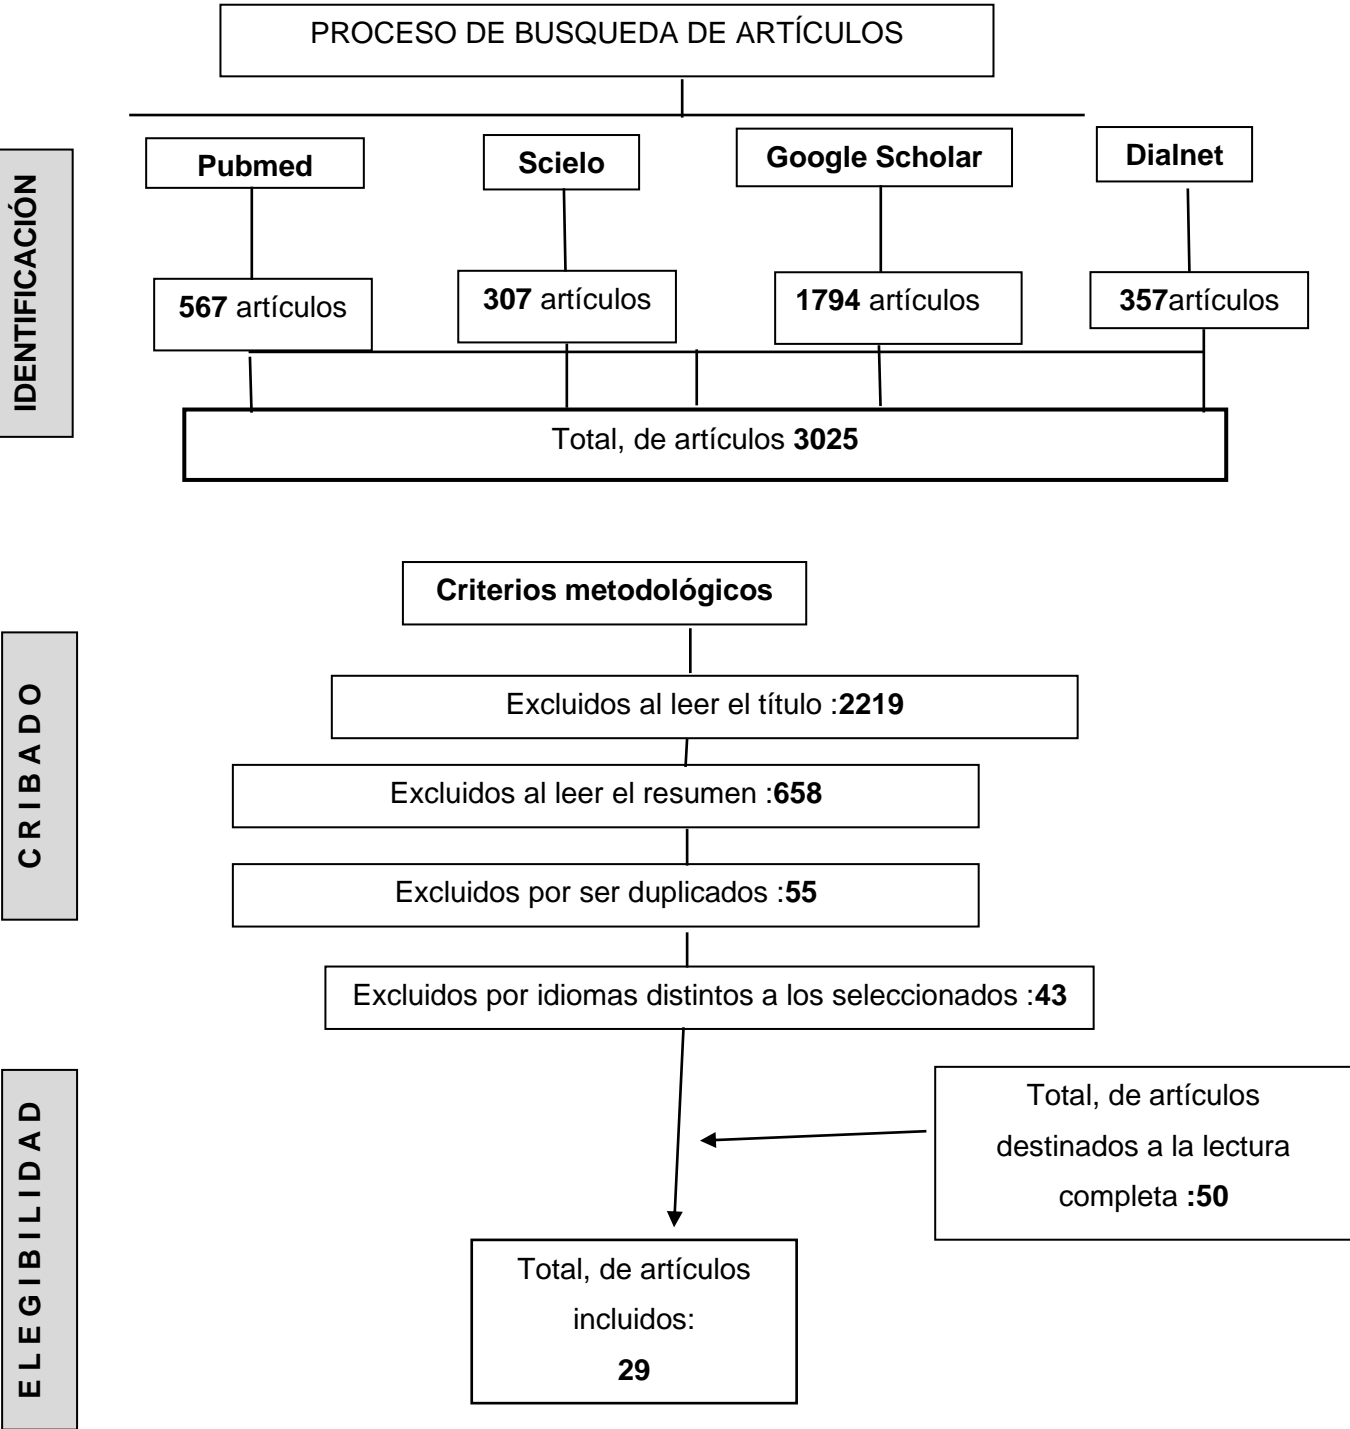 PROCESO DE BUSQUEDA DE ARTÍCULOS
IDENTIFICACIÓN
Pubmed
Scielo
Google Scholar
Dialnet
567 artículos
307 artículos
1794 artículos
357artículos
Total, de artículos 3025
CRIBADO
Criterios metodológicos
Excluidos al leer el título :2219
Excluidos al leer el resumen :658
Excluidos por ser duplicados :55
Excluidos por idiomas distintos a los seleccionados :43
ELEGIBILIDAD
Total, de artículos
destinados a la lectura
completa :50
Total, de artículos
incluidos:
29